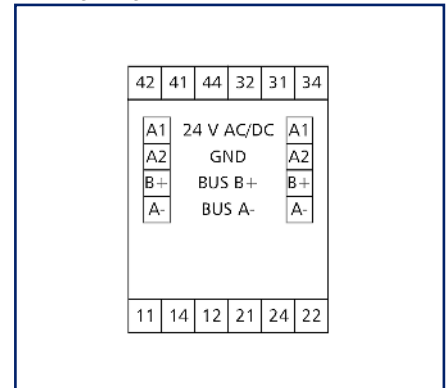 42 41 44 32 31 34
A1 24 V AC/DC A1
A2 GND A2
B+ BUS B+ B+
A- BUS A- A-
11 14 12 21 24 22